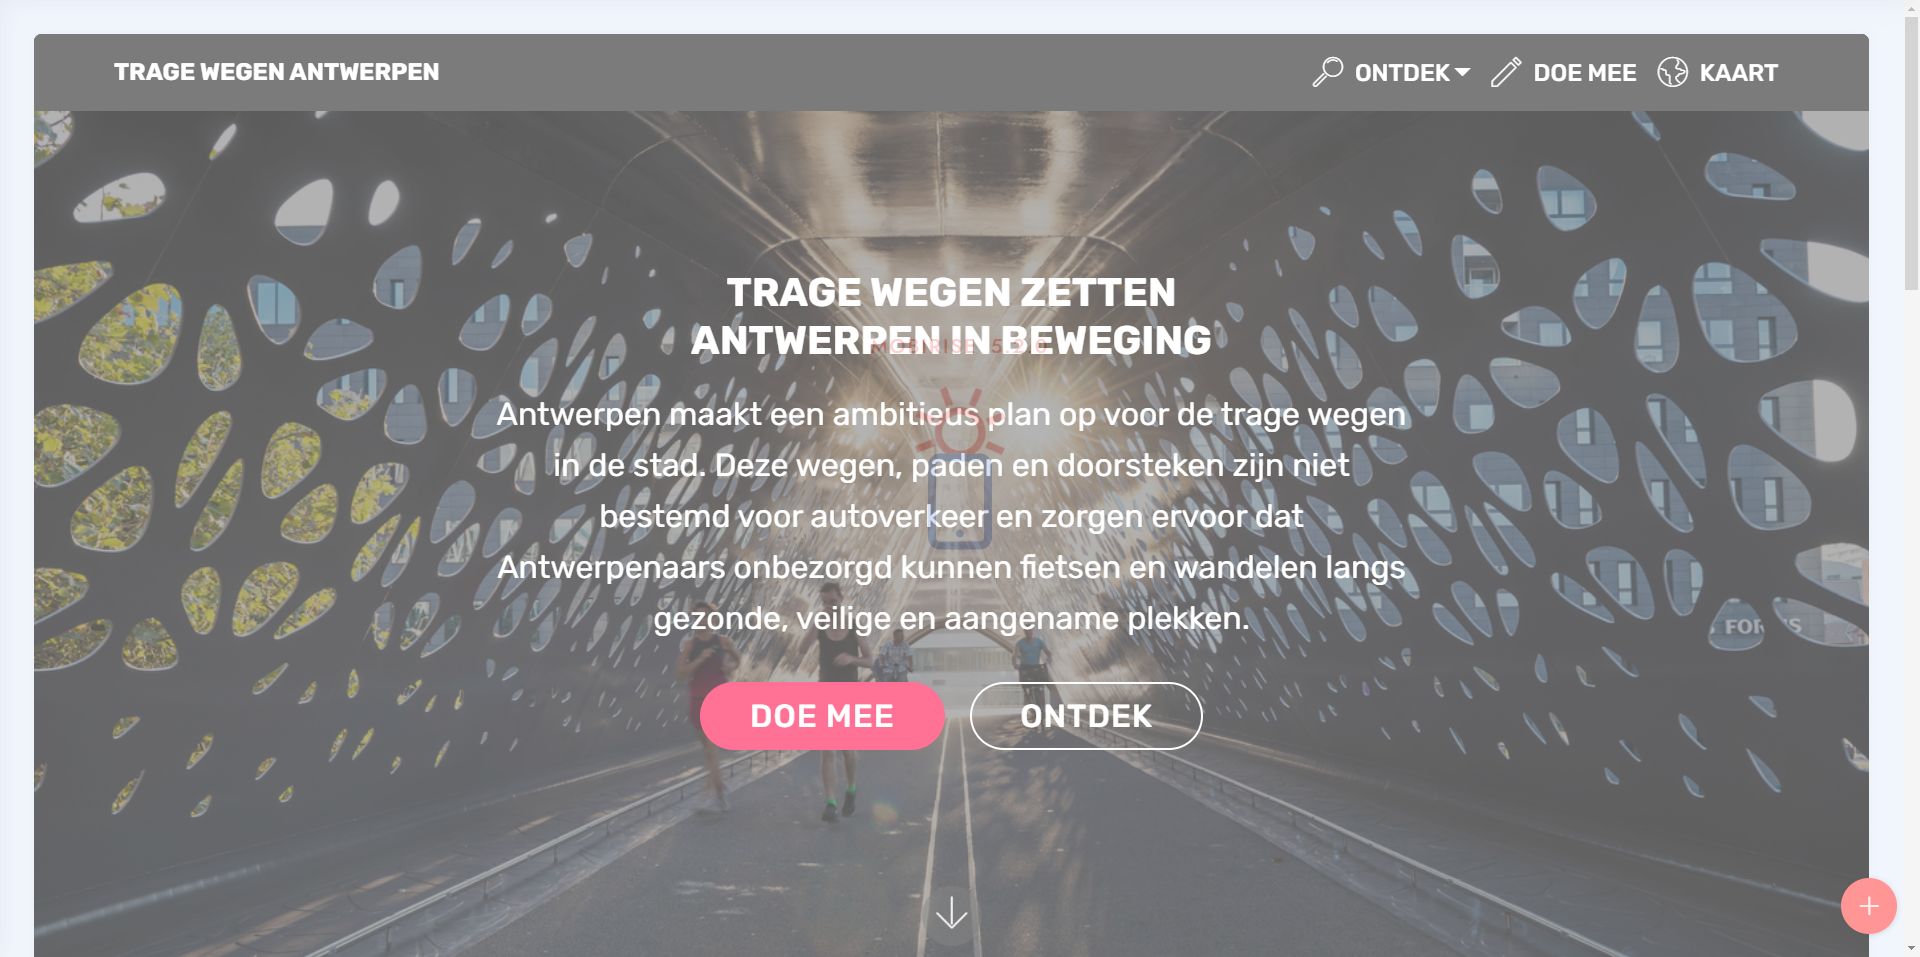 TRAGE WEGEN ANTWERPEN
ONTDEK
DOE MEE
KAART
TRAGE WEGEN ZETTEN
ANTWERPEN IN BEWEGING
Antwerpen maakt een ambitieus plan op voor de trage wegen
in de stad. Deze wegen, paden en doorsteken zijn niet
bestemd voor autoverkeer en zorgen ervoor dat
Antwerpenaars onbezorgd kunnen fietsen en wandelen langs
gezonde, veilige en aangename plekken.
DOE MEE
ONTDEK